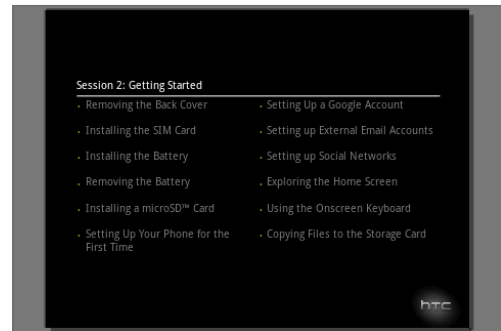 Session 2: Getting Started
Removing the Back Cover
Installing the SIM Card
Installing the Battery
Removing the Battery
Installing a microSD™ Card
Setting Up Your Phone for the
First Time
Setting Up a Google Account
Setting up External Email Accounts
Setting up Social Networks
Exploring the Home Screen
Using the Onscreen Keyboard
Copying Files to the Storage Card
hTC